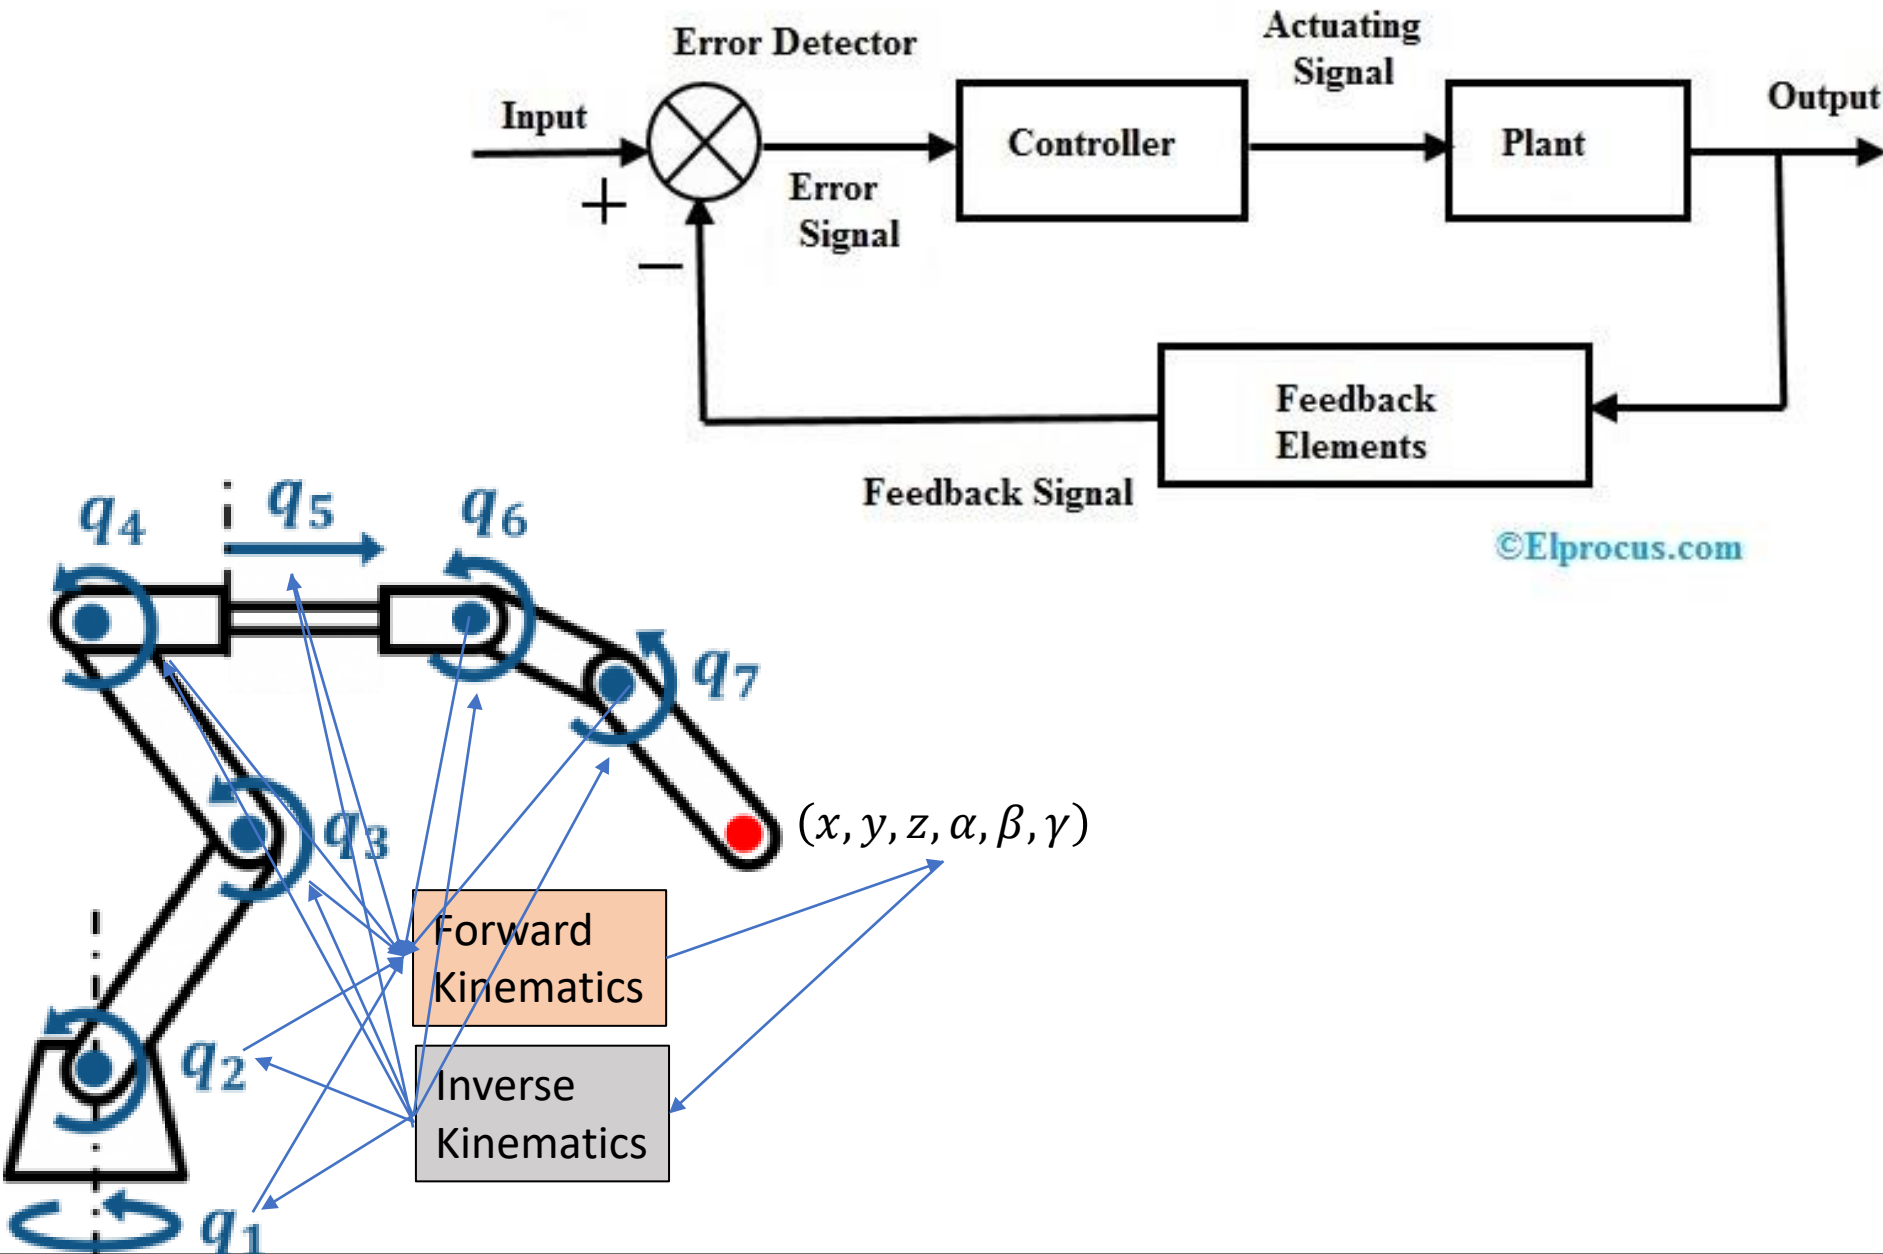 Error Detector
Actuating
Signal
Input
Controller
Plant
Output
+
Error
Signal
−
Feedback
Elements
Feedback Signal
©Elprocus.com
q4
q5
q6
q7
q3
(x, y, z, α, β, γ)
Forward
Kinematics
q2
Inverse
Kinematics
q1